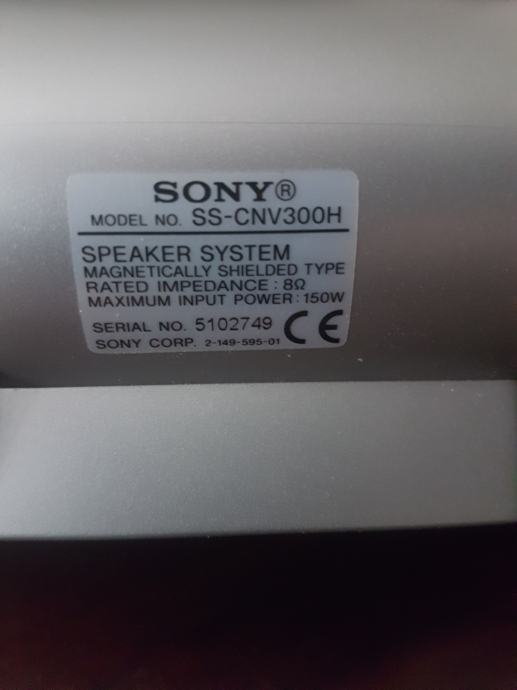 SONY®
MODEL NO. SS-CNV300H
SPEAKER SYSTEM
MAGNETICALLY SHIELDED TYPE
RATED IMPEDANCE : 8Ω
MAXIMUM INPUT POWER : 150W
SERIAL NO. 5102749 CE
SONY CORP. 2-149-595-01